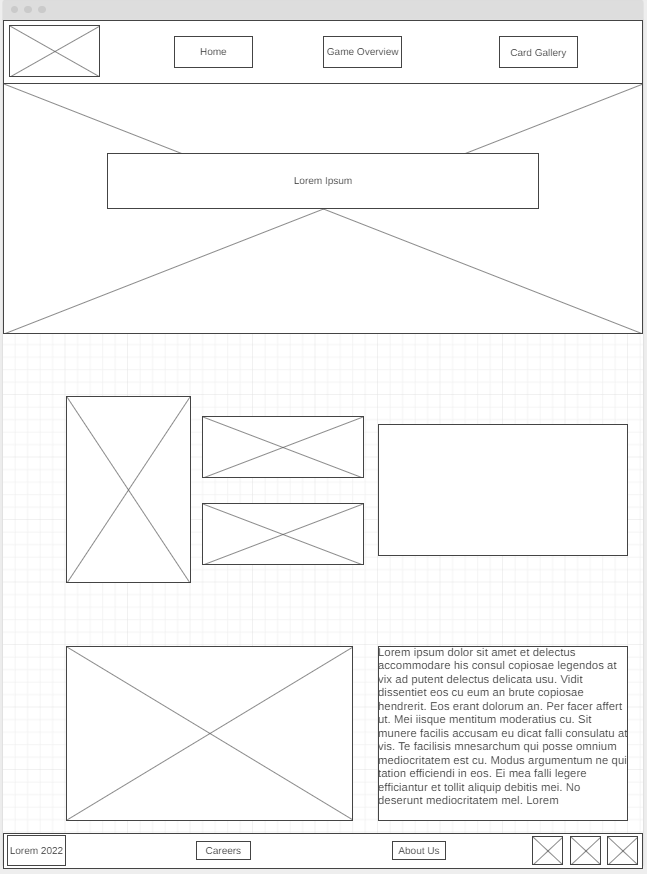 Home
Game Overview
Card Gallery
Lorem Ipsum
Lorem ipsum dolor sit amet et delectus
accommodare his consul copiosae legendos at
vix ad putent delectus delicata usu. Vidit
dissentiet eos cu eum an brute copiosae
hendrerit. Eos erant dolorum an. Per facer affert
ut. Mei iisque mentitum moderatius cu. Sit
munere facilis accusam eu dicat falli consulatu at
vis. Te facilisis mnesarchum qui posse omnium
mediocritatem est cu. Modus argumentum ne qui
tation efficiendi in eos. Ei mea falli legere
efficiantur et tollit aliquip debitis mei. No
deserunt mediocritatem mel. Lorem
Lorem 2022
Careers
About Us